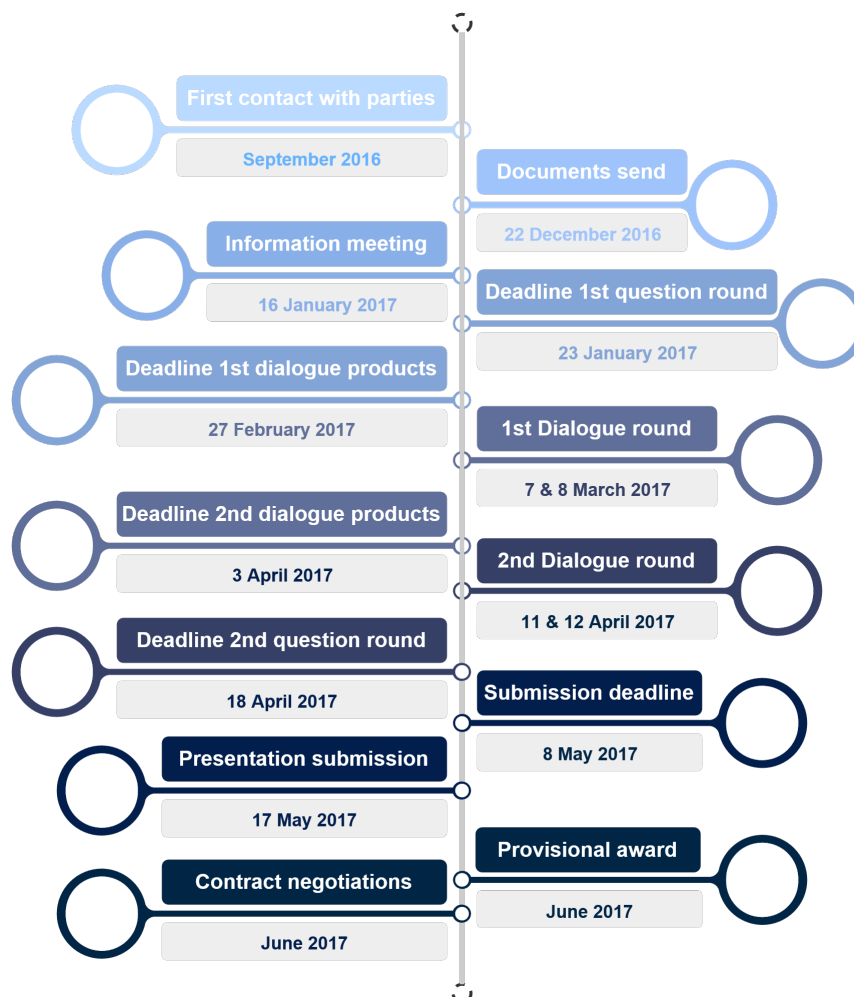 First contact with parties
September 2016
Documents send
22 December 2016
Information meeting
16 January 2017
Deadline 1st question round
23 January 2017
Deadline 1st dialogue products
27 February 2017
1st Dialogue round
7 & 8 March 2017
Deadline 2nd dialogue products
3 April 2017
2nd Dialogue round
11 & 12 April 2017
Deadline 2nd question round
18 April 2017
Submission deadline
8 May 2017
Presentation submission
17 May 2017
Provisional award
June 2017
Contract negotiations
June 2017